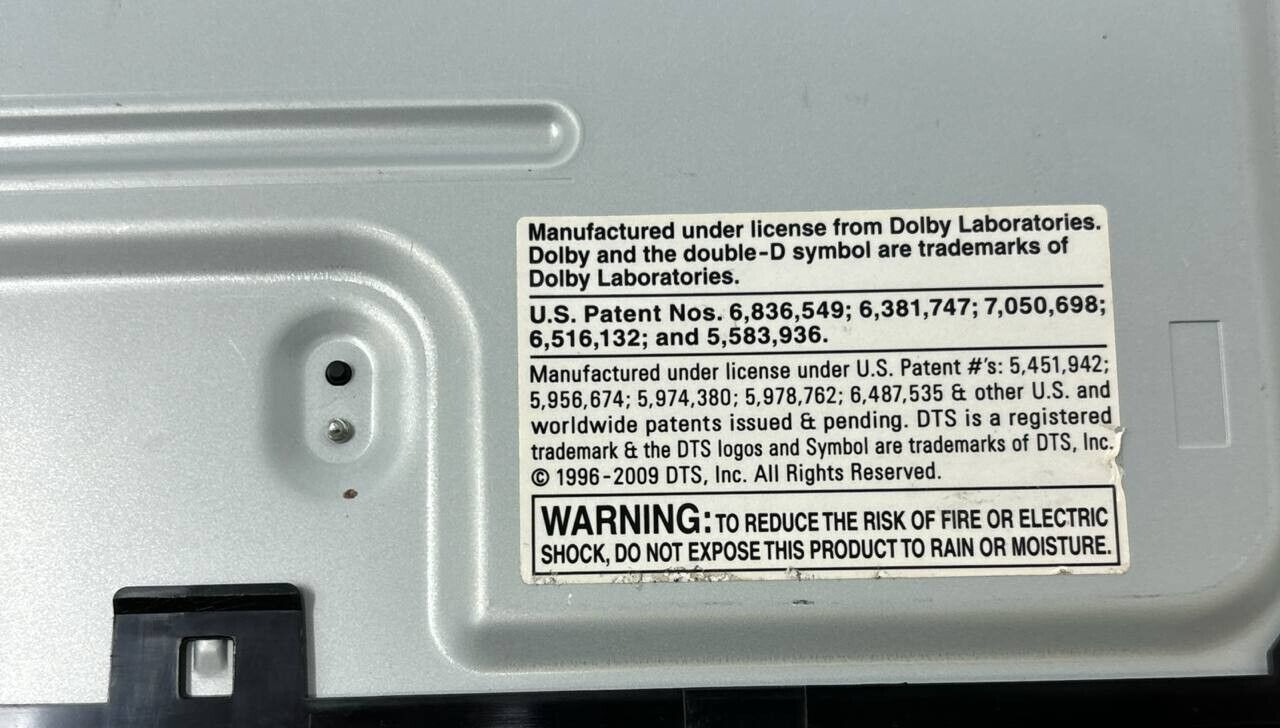 Manufactured under license from Dolby Laboratories.
Dolby and the double-D symbol are trademarks of
Dolby Laboratories.
U.S. Patent Nos. 6,836,549; 6,381,747; 7,050,698;
6,516,132; and 5,583,936.
Manufactured under license under U.S. Patent #'s: 5,451,942;
5,956,674; 5,974,380; 5,978,762; 6,487,535 & other U.S. and
worldwide patents issued & pending. DTS is a registered
trademark & the DTS logos and Symbol are trademarks of DTS, Inc.
© 1996-2009 DTS, Inc. All Rights Reserved.
WARNING: TO REDUCE THE RISK OF FIRE OR ELECTRIC
SHOCK, DO NOT EXPOSE THIS PRODUCT TO RAIN OR MOISTURE.